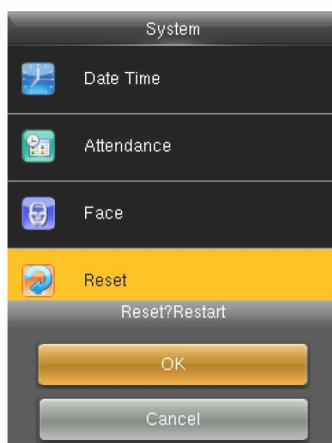 System
Date Time
Attendance
Face
Reset
Reset?Restart
OK
Cancel